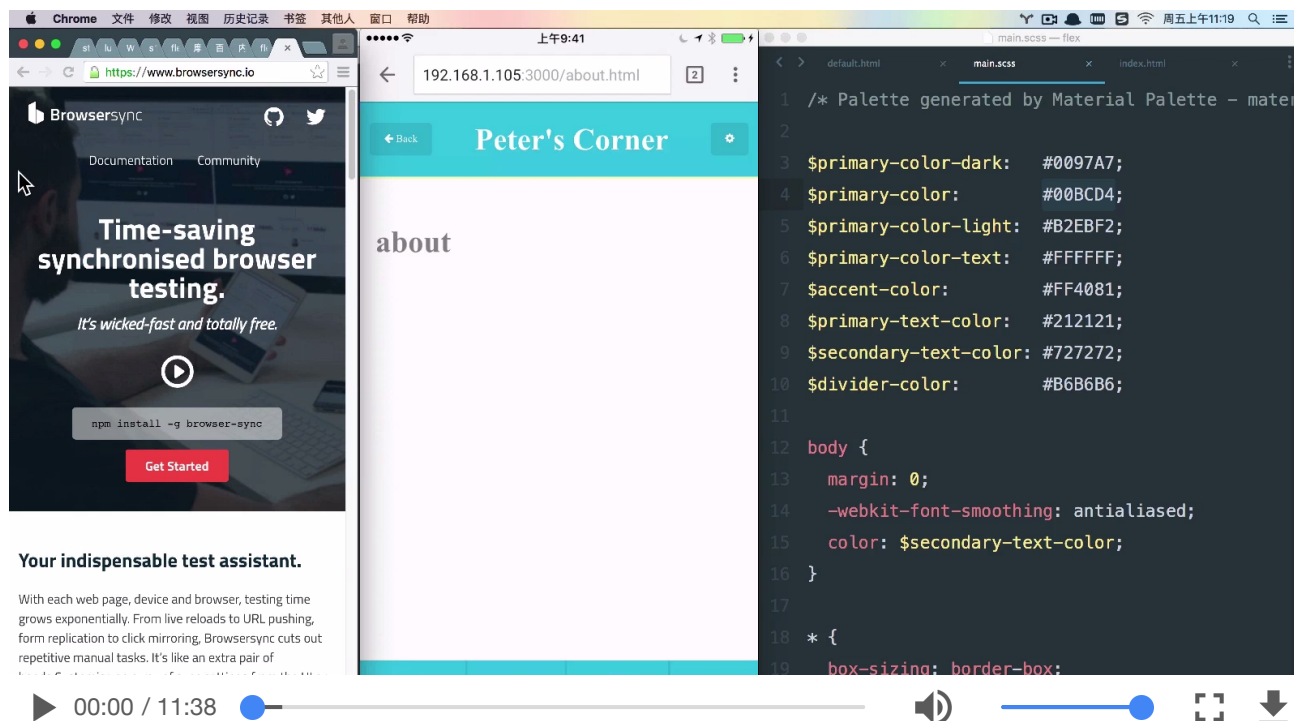 Chrome 文件 修改 视图 历史记录 书签 其他人 窗口 帮助
周五上午11:19
https://www.browsersync.io
Browsersync
Documentation Community
Time-saving
synchronised browser
testing.
It's wicked-fast and totally free.
npm install -g browser-sync
Get Started
Your indispensable test assistant.
With each web page, device and browser, testing time
grows exponentially. From live reloads to URL pushing,
form replication to click mirroring, Browsersync cuts out
repetitive manual tasks. It's like an extra pair of
上午9:41
192.168.1.105:3000/about.html
2
Back
Peter's Corner
about
main.scss — flex
default.html main.scss index.html
1 /* Palette generated by Material Palette - mater
2
3 $primary-color-dark: #0097A7;
4 $primary-color: #00BCD4;
5 $primary-color-light: #B2EBF2;
6 $primary-color-text: #FFFFFF;
7 $accent-color: #FF4081;
8 $primary-text-color: #212121;
9 $secondary-text-color: #727272;
10 $divider-color: #B6B6B6;
11
12 body {
13 margin: 0;
14 -webkit-font-smoothing: antialiased;
15 color: $secondary-text-color;
16 }
17
18 * {
19 box-sizing: border-box;
00:00 / 11:38